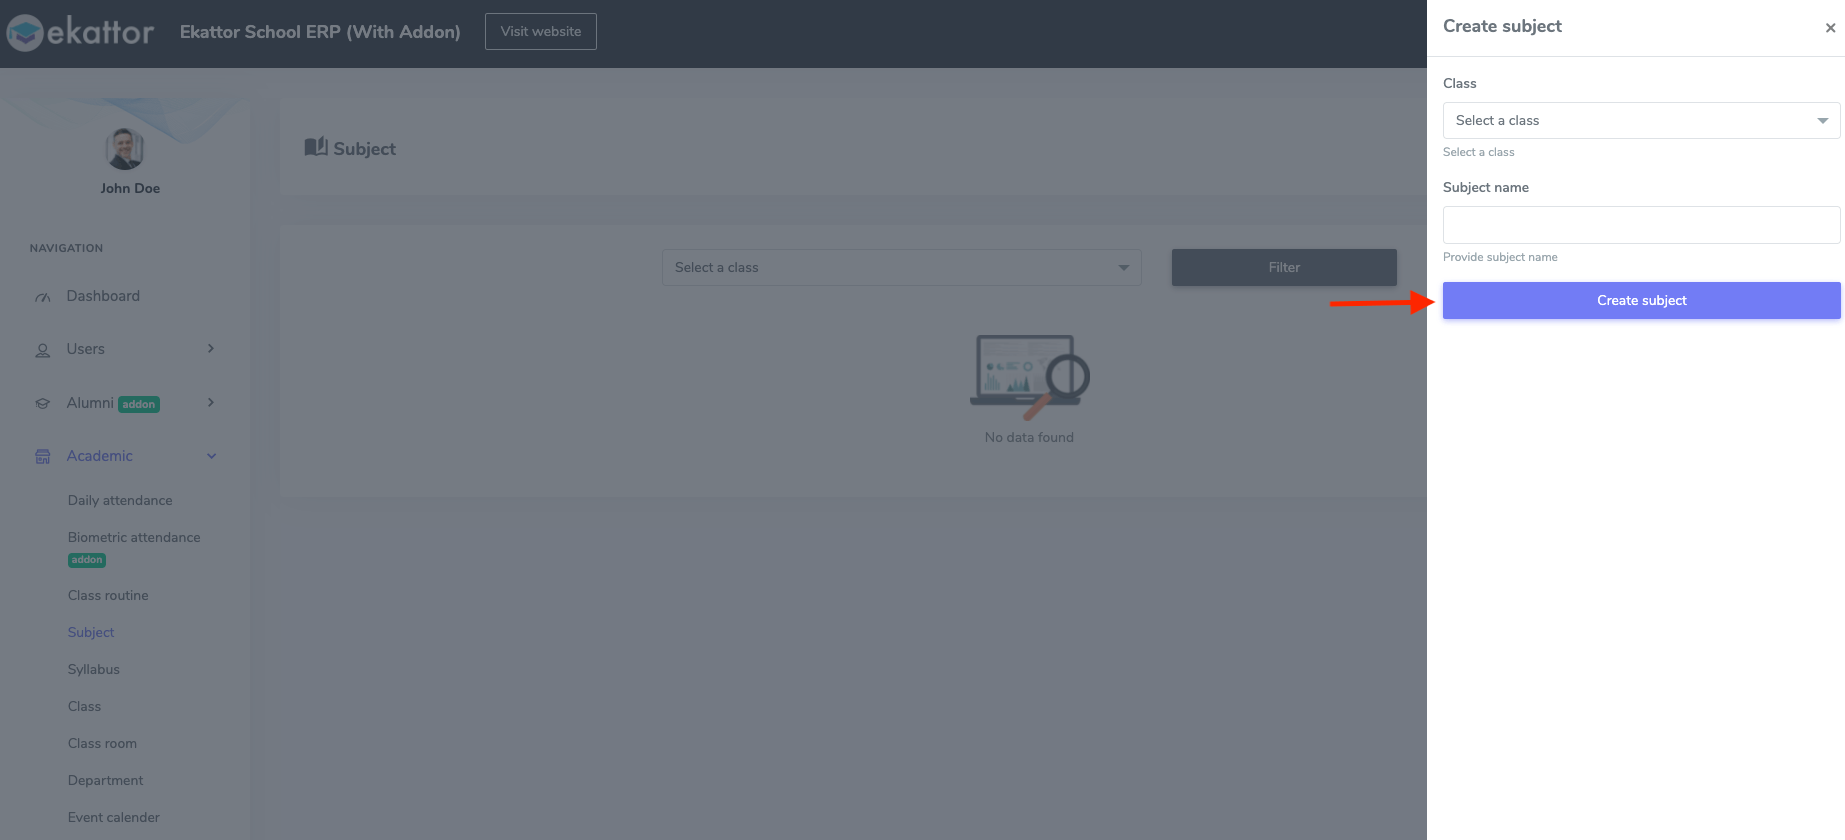 ekattor
Ekattor School ERP (With Addon)
Visit website
John Doe
NAVIGATION
Dashboard
Users
Alumni addon
Academic
Daily attendance
Biometric attendance
addon
Class routine
Subject
Syllabus
Class
Class room
Department
Event calender
Subject
Select a class
Filter
No data found
Create subject
×
Class
Select a class
Select a class
Subject name
Provide subject name
Create subject